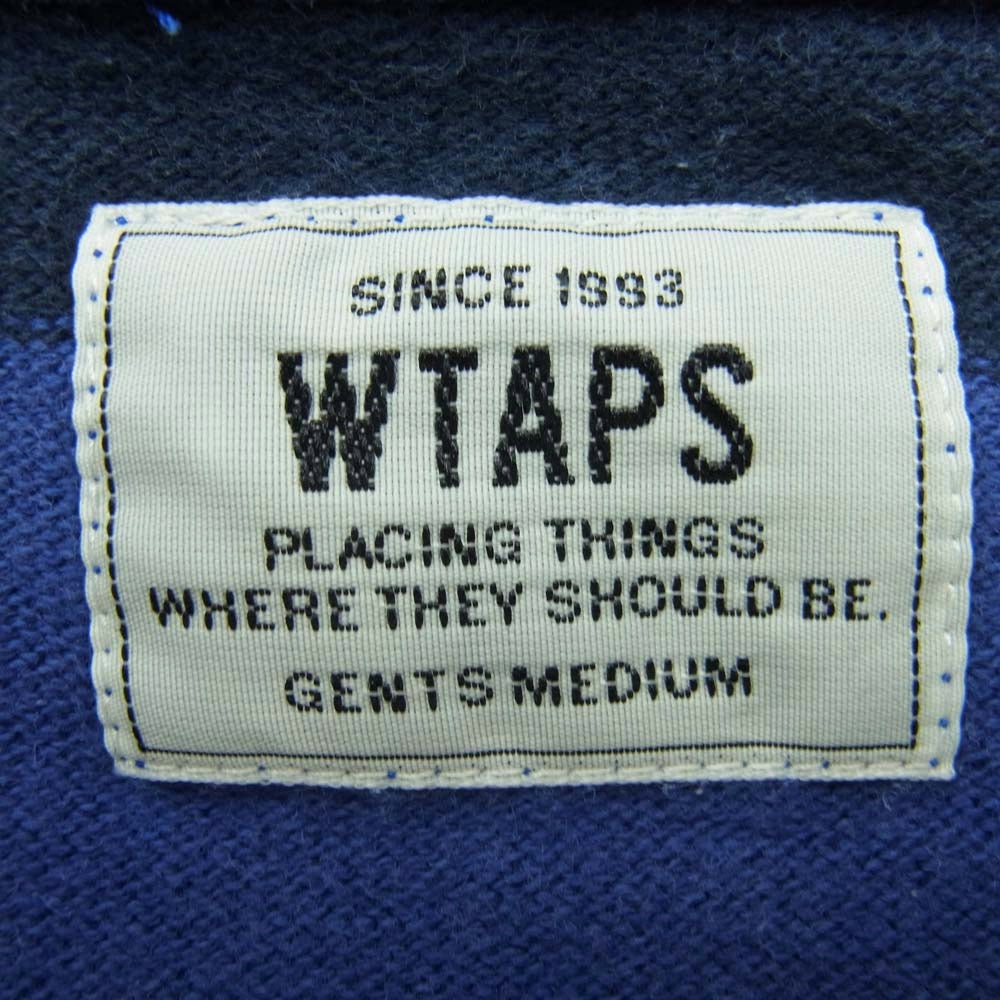 SINCE 1993
WTAPS
PLACING THINGS
WHERE THEY SHOULD BE.
GENTS MEDIUM